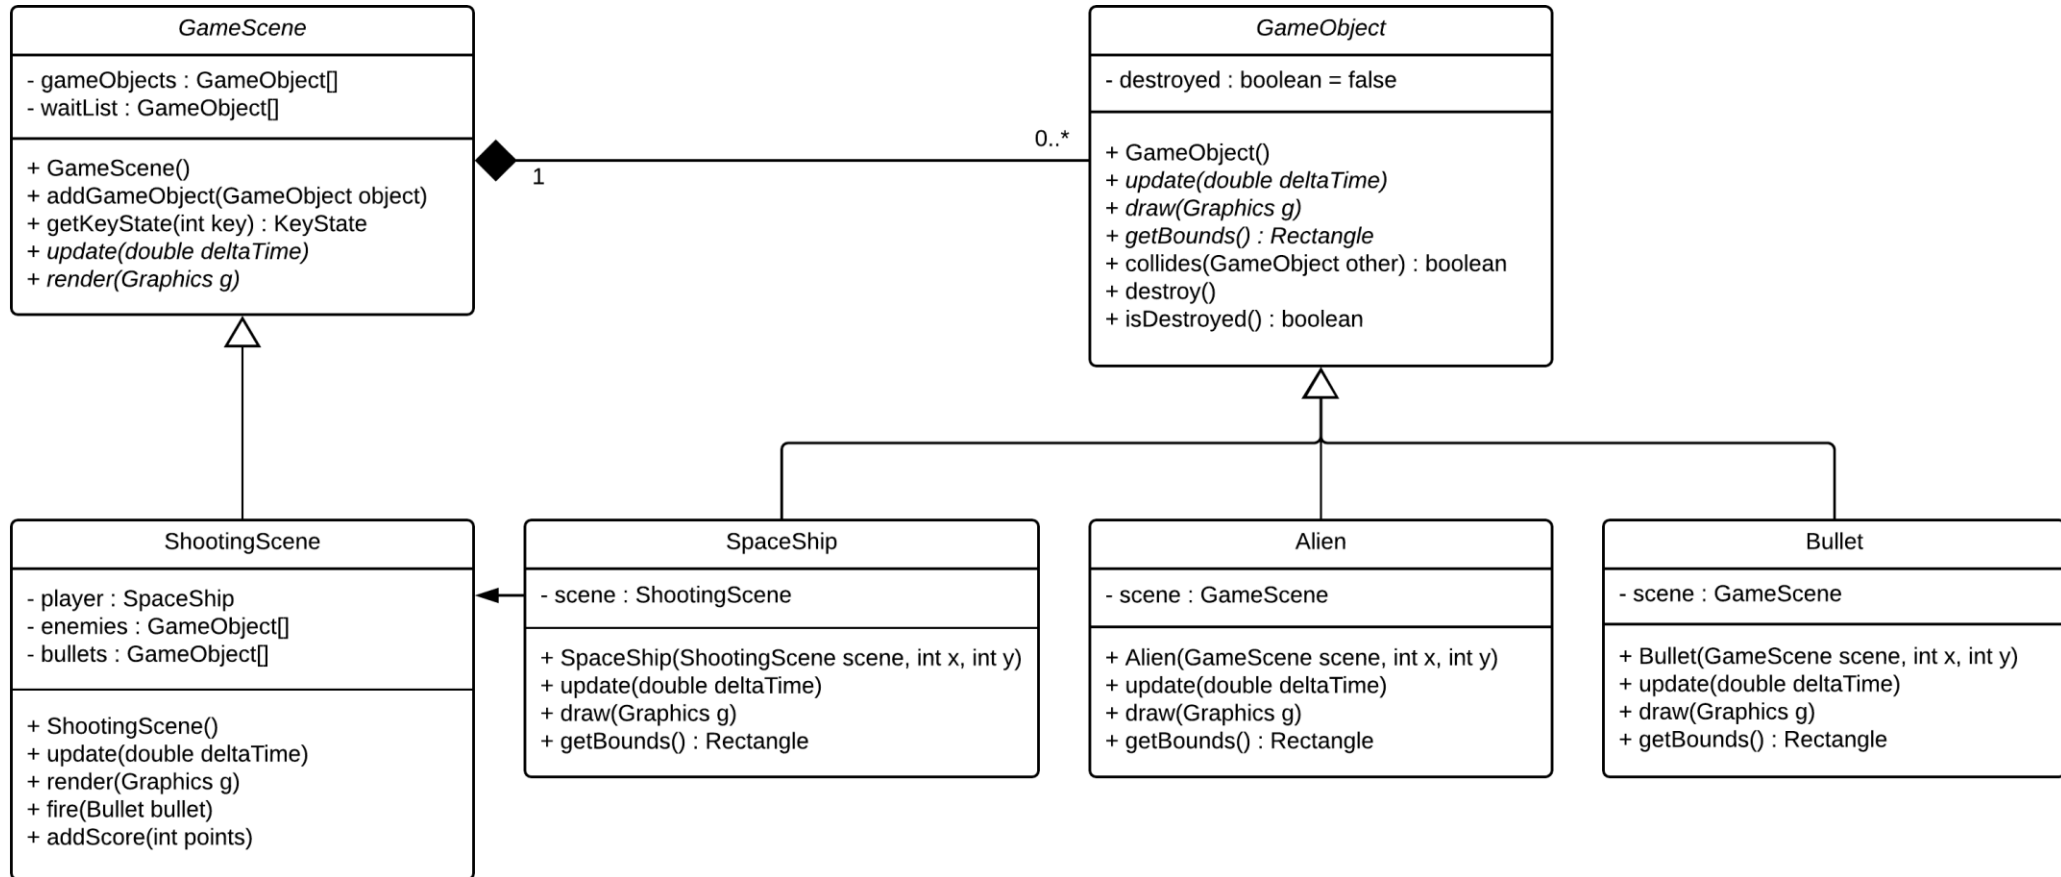 GameScene
- gameObjects : GameObject[]
- waitList : GameObject[]
+ GameScene()
+ addGameObject(GameObject object)
+ getKeyState(int key) : KeyState
+ update(double deltaTime)
+ render(Graphics g)
1
0..*
GameObject
- destroyed : boolean = false
+ GameObject()
+ update(double deltaTime)
+ draw(Graphics g)
+ getBounds() : Rectangle
+ collides(GameObject other) : boolean
+ destroy()
+ isDestroyed() : boolean
ShootingScene
- player : SpaceShip
- enemies : GameObject[]
- bullets : GameObject[]
+ ShootingScene()
+ update(double deltaTime)
+ render(Graphics g)
+ fire(Bullet bullet)
+ addScore(int points)
SpaceShip
- scene : ShootingScene
+ SpaceShip(ShootingScene scene, int x, int y)
+ update(double deltaTime)
+ draw(Graphics g)
+ getBounds() : Rectangle
Alien
- scene : GameScene
+ Alien(GameScene scene, int x, int y)
+ update(double deltaTime)
+ draw(Graphics g)
+ getBounds() : Rectangle
Bullet
- scene : GameScene
+ Bullet(GameScene scene, int x, int y)
+ update(double deltaTime)
+ draw(Graphics g)
+ getBounds() : Rectangle